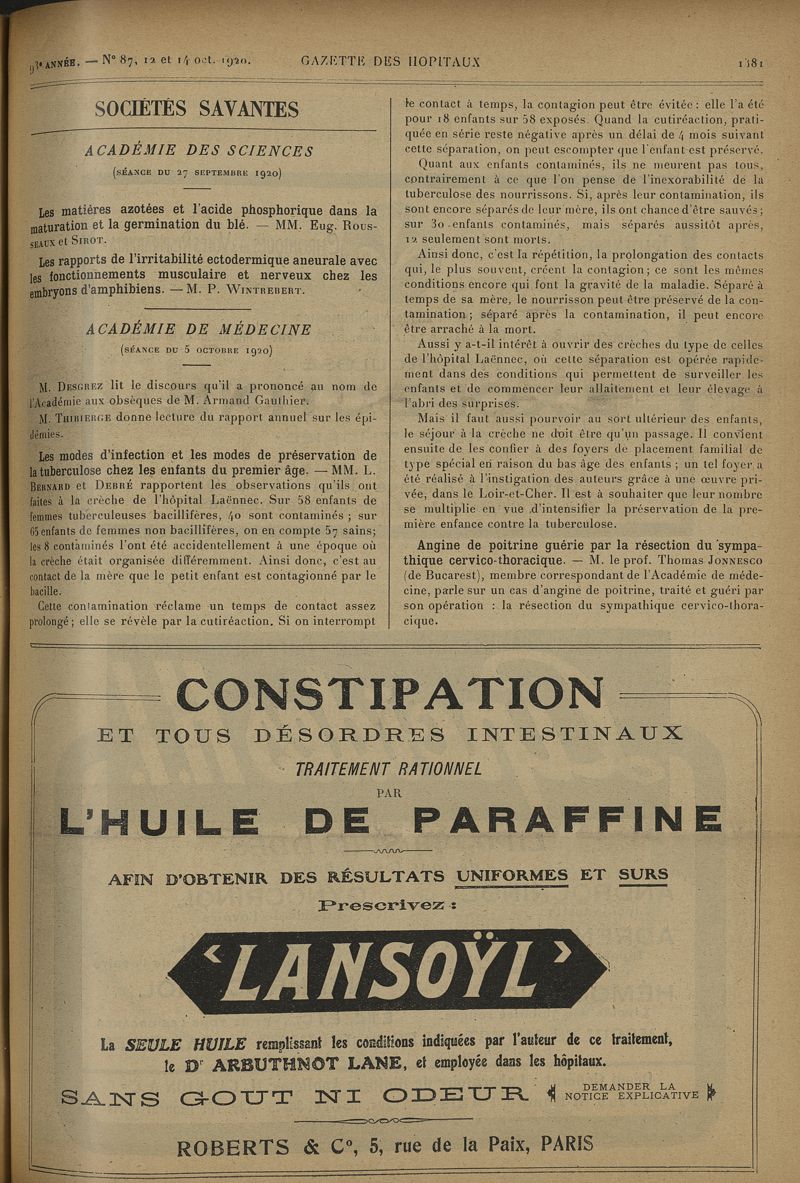 93e ANNÉE. — N° 87, 12 et 14 oct. 1920. GAZETTE DES HOPITAUX 1381
SOCIÉTÉS SAVANTES
ACADÉMIE DES SCIENCES
(SÉANCE DU 27 SEPTEMBRE 1920)
Les matières azotées et l'acide phosphorique dans la
maturation et la germination du blé. — MM. Eug. ROUS-
SEAUX et SIROT.
Les rapports de l'irritabilité ectodermique aneurale avec
les fonctionnements musculaire et nerveux chez les
embryons d'amphibiens. — M. P. WINTREBERT.
ACADÉMIE DE MÉDECINE
(SÉANCE DU 5 OCTOBRE 1920)
M. DESGREZ lit le discours qu'il a prononcé au nom de
l'Académie aux obsèques de M. Armand Gauthier.
M. THIBIERGE donne lecture du rapport annuel sur les épi-
démies.
Les modes d'infection et les modes de préservation de
la tuberculose chez les enfants du premier âge. — MM. L.
BERNARD et DEBRÉ rapportent les observations qu'ils ont
faites à la crèche de l'hôpital Laënnec. Sur 58 enfants de
femmes tuberculeuses bacillifères, 40 sont contaminés ; sur
65 enfants de femmes non bacillifères, on en compte 57 sains;
les 8 contaminés l'ont été accidentellement à une époque où
la crèche était organisée différemment. Ainsi donc, c'est au
contact de la mère que le petit enfant est contagionné par le
bacille.
Cette contamination réclame un temps de contact assez
prolongé ; elle se révèle par la cutiréaction. Si on interrompt
le contact à temps, la contagion peut être évitée : elle l'a été
pour 18 enfants sur 58 exposés. Quand la cutiréaction, prati-
quée en série reste négative après un délai de 4 mois suivant
cette séparation, on peut escompter que l'enfant est préservé.
Quant aux enfants contaminés, ils ne meurent pas tous,
contrairement à ce que l'on pense de l'inexorabilité de la
tuberculose des nourrissons. Si, après leur contamination, ils
sont encore séparés de leur mère, ils ont chance d'être sauvés ;
sur 30 enfants contaminés, mais séparés aussitôt après,
12 seulement sont morts.
Ainsi donc, c'est la répétition, la prolongation des contacts
qui, le plus souvent, créent la contagion ; ce sont les mêmes
conditions encore qui font la gravité de la maladie. Séparé à
temps de sa mère, le nourrisson peut être préservé de la con-
tamination ; séparé après la contamination, il peut encore
être arraché à la mort.
Aussi y a-t-il intérêt à ouvrir des crèches du type de celles
de l'hôpital Laënnec, où cette séparation est opérée rapide-
ment dans des conditions qui permettent de surveiller les
enfants et de commencer leur allaitement et leur élevage à
l'abri des surprises.
Mais il faut aussi pourvoir au sort ultérieur des enfants,
le séjour à la crèche ne doit être qu'un passage. Il convient
ensuite de les confier à des foyers de placement familial de
type spécial en raison du bas âge des enfants ; un tel foyer a
été réalisé à l'instigation des auteurs grâce à une œuvre pri-
vée, dans le Loir-et-Cher. Il est à souhaiter que leur nombre
se multiplie en vue d'intensifier la préservation de la pre-
mière enfance contre la tuberculose.
Angine de poitrine guérie par la résection du sympa-
thique cervico-thoracique. — M. le prof. Thomas JONNESCO
(de Bucarest), membre correspondant de l'Académie de méde-
cine, parle sur un cas d'angine de poitrine, traité et guéri par
son opération : la résection du sympathique cervico-thora-
cique.
CONSTIPATION
ET TOUS DÉSORDRES INTESTINAUX
TRAITEMENT RATIONNEL
PAR
L'HUILE DE PARAFFINE
AFIN D'OBTENIR DES RÉSULTATS UNIFORMES ET SURS
Prescrivez :
"LANSOŸL"
La SEULE HUILE remplissant les conditions indiquées par l'auteur de ce traitement,
le Dr ARBUTHNOT LANE, et employée dans les hôpitaux.
SANS GOUT NI ODEUR DEMANDER LA
NOTICE EXPLICATIVE
ROBERTS & Co, 5, rue de la Paix, PARIS